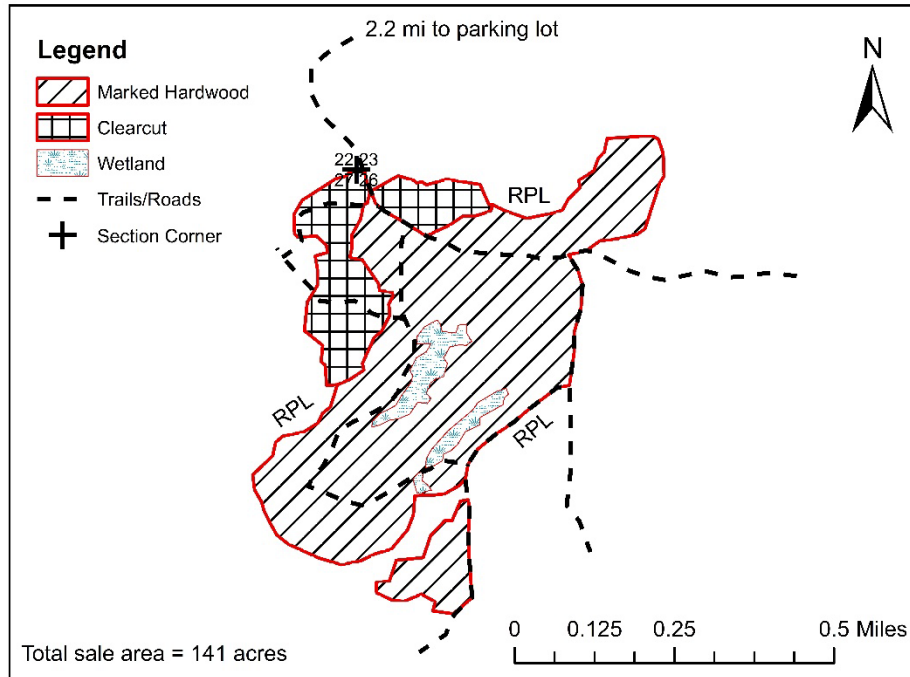 2.2 mi to parking lot
Legend
Marked Hardwood
Clearcut
Wetland
Trails/Roads
Section Corner
N
22 23
27 26
RPL
RPL
RPL
0 0.125 0.25 0.5 Miles
Total sale area = 141 acres